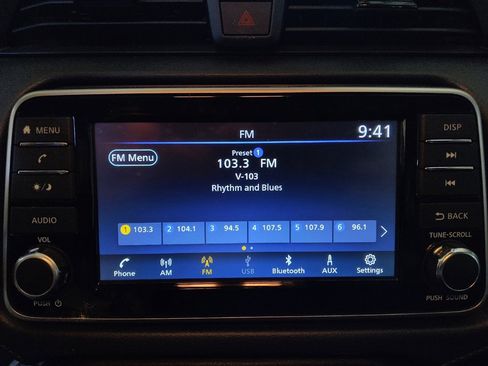 FM
9:41
MENU
DISP
FM Menu
Preset 1
103.3 FM
V-103
Rhythm and Blues
AUDIO
BACK
1 103.3 2 104.1 3 94.5 4 107.5 5 107.9 6 96.1
VOL
TUNE·SCROLL
Phone AM FM USB Bluetooth AUX Settings
PUSH
PUSH SOUND